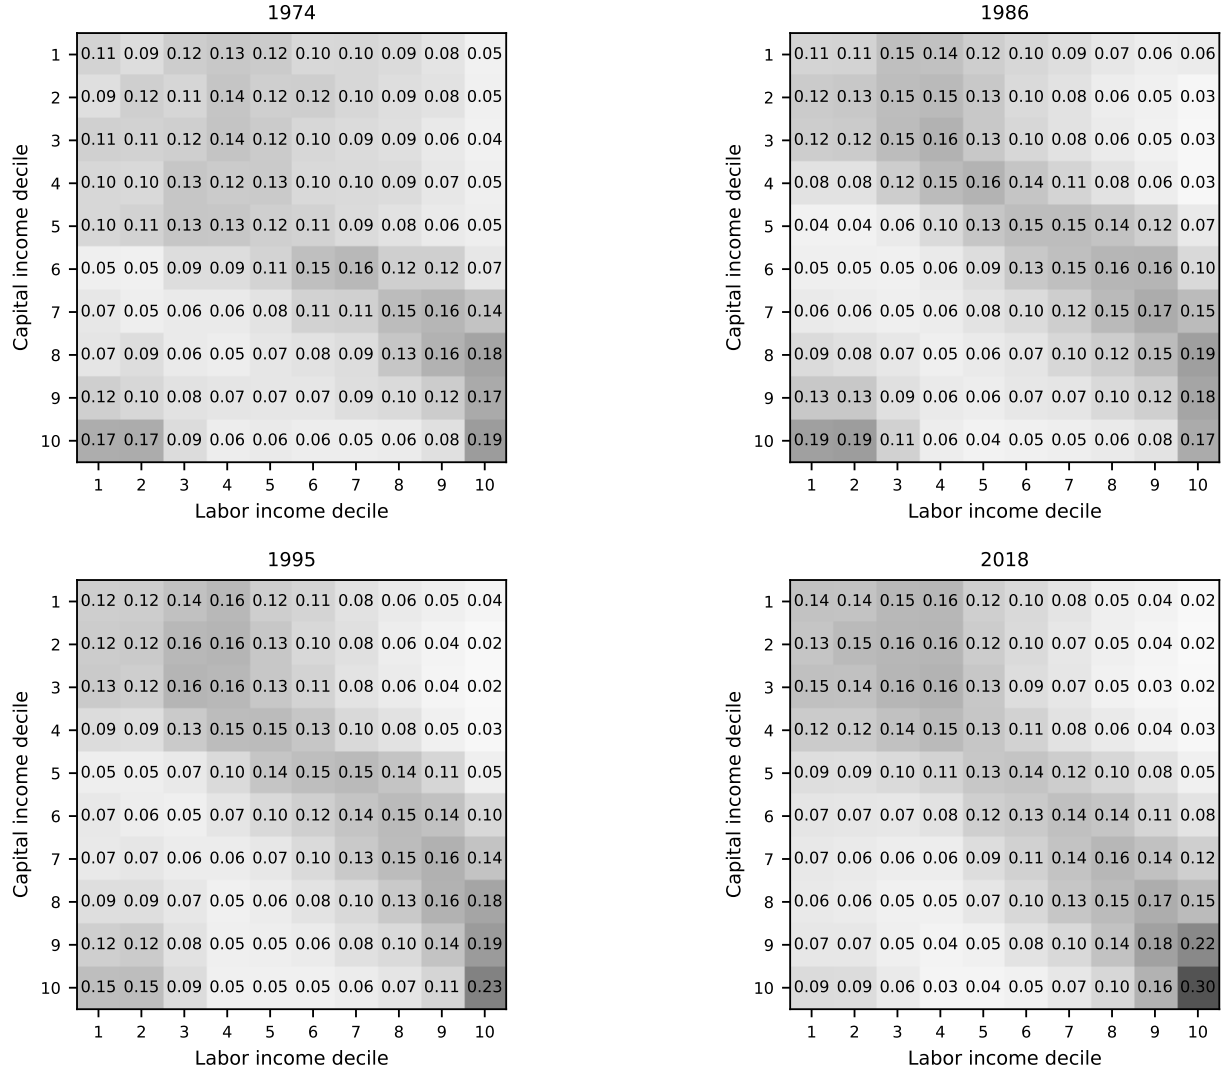 1974
1 0.11 0.09 0.12 0.13 0.12 0.10 0.10 0.09 0.08 0.05
2 0.09 0.12 0.11 0.14 0.12 0.12 0.10 0.09 0.08 0.05
3 0.11 0.11 0.12 0.14 0.12 0.10 0.09 0.09 0.06 0.04
4 0.10 0.10 0.13 0.12 0.13 0.10 0.10 0.09 0.07 0.05
5 0.10 0.11 0.13 0.13 0.12 0.11 0.09 0.08 0.06 0.05
6 0.05 0.05 0.09 0.09 0.11 0.15 0.16 0.12 0.12 0.07
7 0.07 0.05 0.06 0.06 0.08 0.11 0.11 0.15 0.16 0.14
8 0.07 0.09 0.06 0.05 0.07 0.08 0.09 0.13 0.16 0.18
9 0.12 0.10 0.08 0.07 0.07 0.07 0.09 0.10 0.12 0.17
10 0.17 0.17 0.09 0.06 0.06 0.06 0.05 0.06 0.08 0.19
1 2 3 4 5 6 7 8 9 10
Labor income decile
Capital income decile
1986
1 0.11 0.11 0.15 0.14 0.12 0.10 0.09 0.07 0.06 0.06
2 0.12 0.13 0.15 0.15 0.13 0.10 0.08 0.06 0.05 0.03
3 0.12 0.12 0.15 0.16 0.13 0.10 0.08 0.06 0.05 0.03
4 0.08 0.08 0.12 0.15 0.16 0.14 0.11 0.08 0.06 0.03
5 0.04 0.04 0.06 0.10 0.13 0.15 0.15 0.14 0.12 0.07
6 0.05 0.05 0.05 0.06 0.09 0.13 0.15 0.16 0.16 0.10
7 0.06 0.06 0.05 0.06 0.08 0.10 0.12 0.15 0.17 0.15
8 0.09 0.08 0.07 0.05 0.06 0.07 0.10 0.12 0.15 0.19
9 0.13 0.13 0.09 0.06 0.06 0.07 0.07 0.10 0.12 0.18
10 0.19 0.19 0.11 0.06 0.04 0.05 0.05 0.06 0.08 0.17
1 2 3 4 5 6 7 8 9 10
Labor income decile
Capital income decile
1995
1 0.12 0.12 0.14 0.16 0.12 0.11 0.08 0.06 0.05 0.04
2 0.12 0.12 0.16 0.16 0.13 0.10 0.08 0.06 0.04 0.02
3 0.13 0.12 0.16 0.16 0.13 0.11 0.08 0.06 0.04 0.02
4 0.09 0.09 0.13 0.15 0.15 0.13 0.10 0.08 0.05 0.03
5 0.05 0.05 0.07 0.10 0.14 0.15 0.15 0.14 0.11 0.05
6 0.07 0.06 0.05 0.07 0.10 0.12 0.14 0.15 0.14 0.10
7 0.07 0.07 0.06 0.06 0.07 0.10 0.13 0.15 0.16 0.14
8 0.09 0.09 0.07 0.05 0.06 0.08 0.10 0.13 0.16 0.18
9 0.12 0.12 0.08 0.05 0.05 0.06 0.08 0.10 0.14 0.19
10 0.15 0.15 0.09 0.05 0.05 0.05 0.06 0.07 0.11 0.23
1 2 3 4 5 6 7 8 9 10
Labor income decile
Capital income decile
2018
1 0.14 0.14 0.15 0.16 0.12 0.10 0.08 0.05 0.04 0.02
2 0.13 0.15 0.16 0.16 0.12 0.10 0.07 0.05 0.04 0.02
3 0.15 0.14 0.16 0.16 0.13 0.09 0.07 0.05 0.03 0.02
4 0.12 0.12 0.14 0.15 0.13 0.11 0.08 0.06 0.04 0.03
5 0.09 0.09 0.10 0.11 0.13 0.14 0.12 0.10 0.08 0.05
6 0.07 0.07 0.07 0.08 0.12 0.13 0.14 0.14 0.11 0.08
7 0.07 0.06 0.06 0.06 0.09 0.11 0.14 0.16 0.14 0.12
8 0.06 0.06 0.05 0.05 0.07 0.10 0.13 0.15 0.17 0.15
9 0.07 0.07 0.05 0.04 0.05 0.08 0.10 0.14 0.18 0.22
10 0.09 0.09 0.06 0.03 0.04 0.05 0.07 0.10 0.16 0.30
1 2 3 4 5 6 7 8 9 10
Labor income decile
Capital income decile